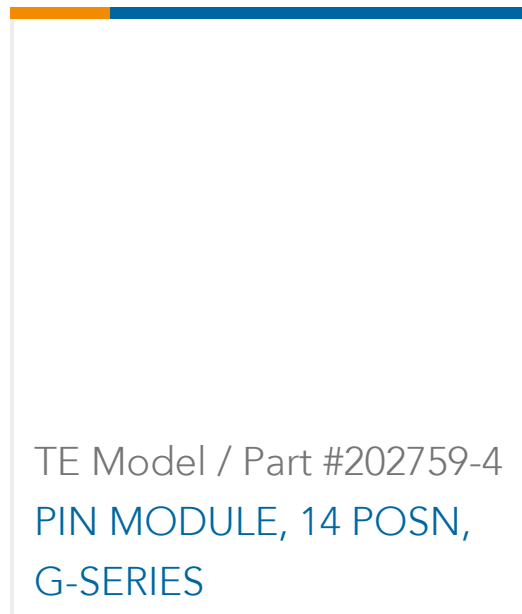 TE Model / Part #202759-4
PIN MODULE, 14 POSN,
G-SERIES